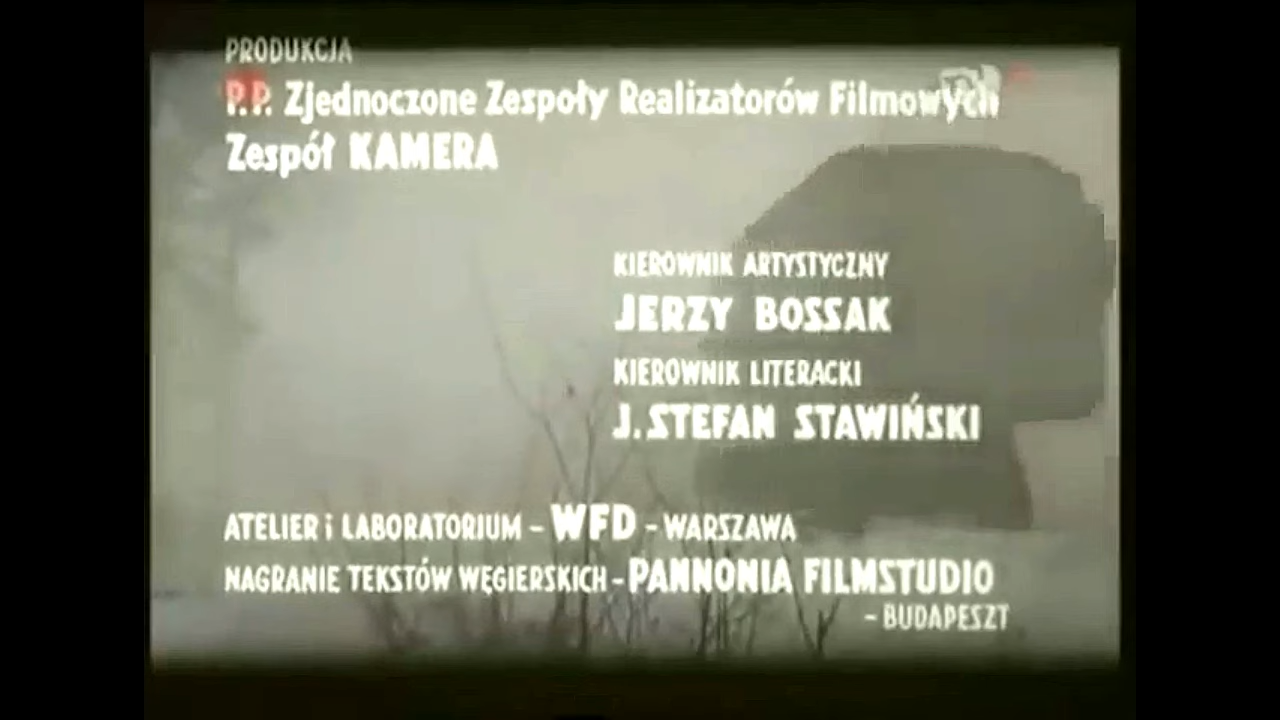 PRODUKCJA
P.P. Zjednoczone Zespoły Realizatorów Filmowych
Zespół KAMERA
KIEROWNIK ARTYSTYCZNY
JERZY BOSSAK
KIEROWNIK LITERACKI
J. STEFAN STAWIŃSKI
ATELIER i LABORATORIUM – WFD – WARSZAWA
NAGRANIE TEKSTÓW WĘGIERSKICH – PANNONIA FILMSTUDIO
– BUDAPESZT